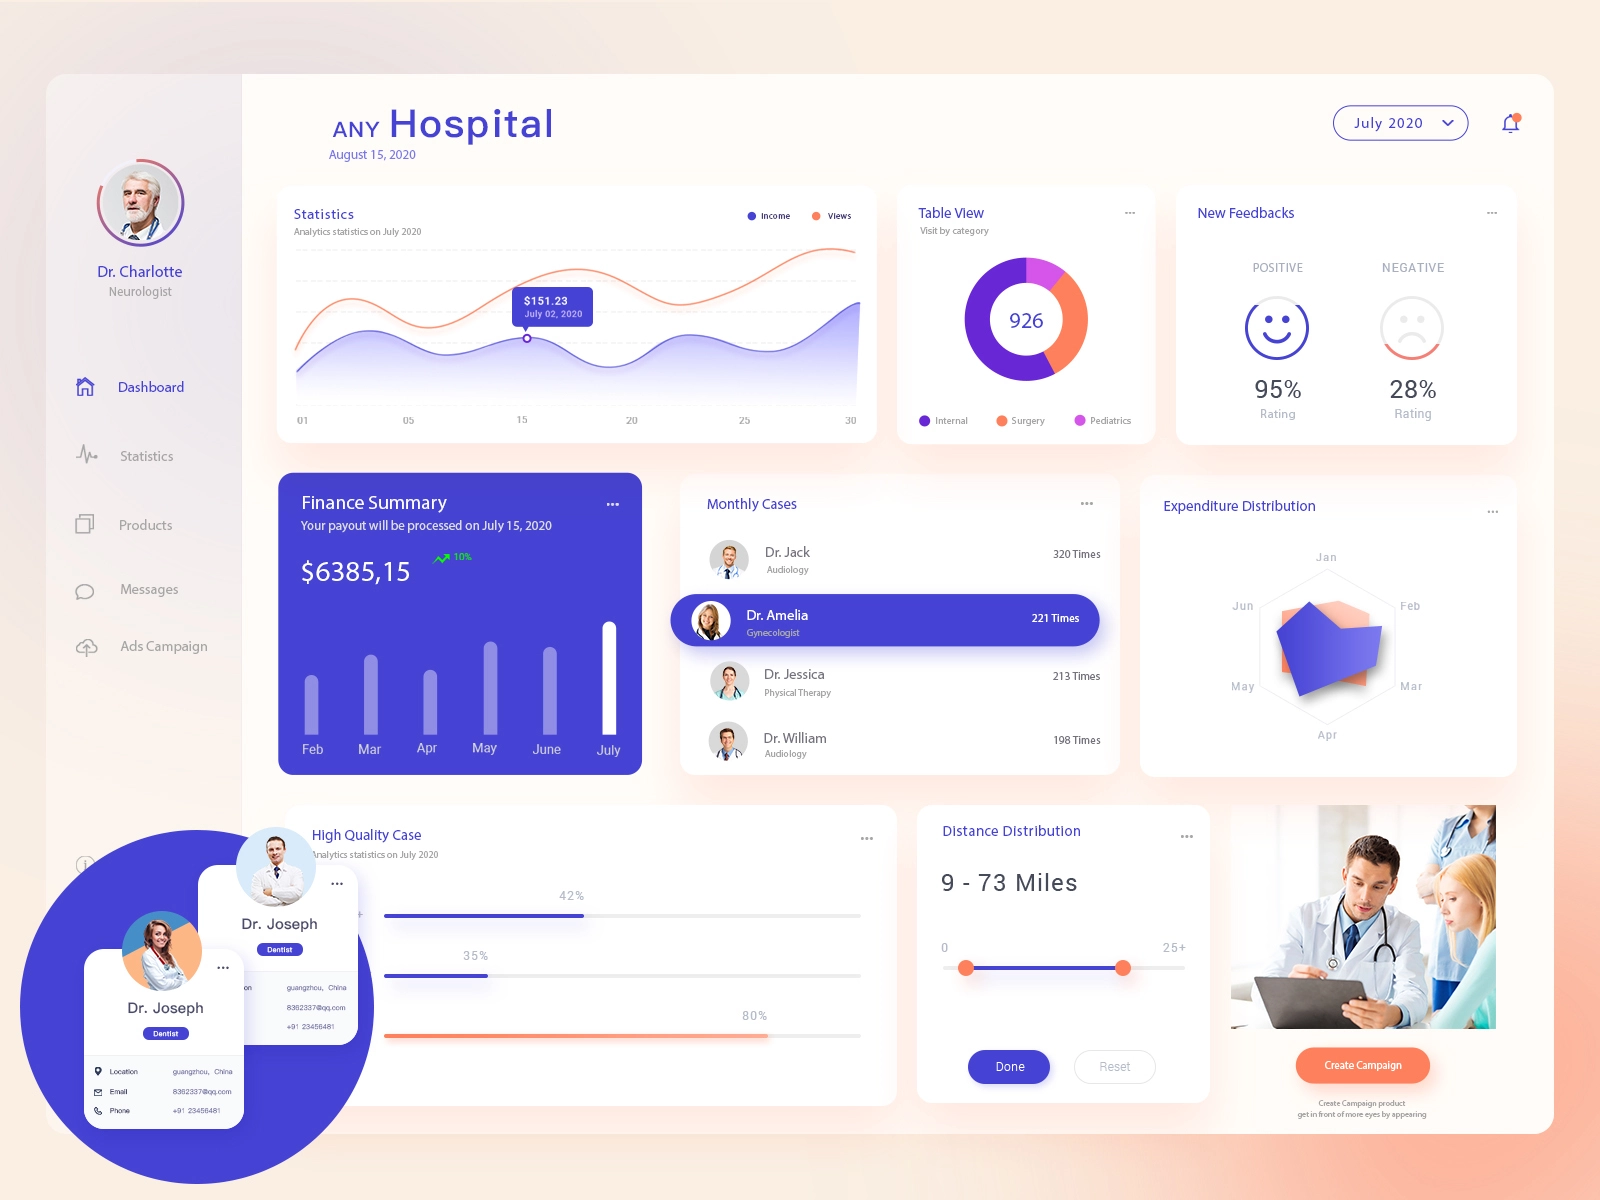 ANY Hospital
August 15, 2020
July 2020
Dr. Charlotte
Neurologist
Dashboard
Statistics
Products
Messages
Ads Campaign
Statistics
Analytics statistics on July 2020
Income
Views
$151.23
July 02, 2020
01 05 15 20 25 30
Table View
Visit by category
926
Internal
Surgery
Pediatrics
New Feedbacks
POSITIVE
NEGATIVE
95%
Rating
28%
Rating
Finance Summary
Your payout will be processed on July 15, 2020
$6385,15
10%
Feb Mar Apr May June July
Monthly Cases
Dr. Jack
Audiology
320 Times
Dr. Amelia
Gynecologist
221 Times
Dr. Jessica
Physical Therapy
213 Times
Dr. William
Audiology
198 Times
Expenditure Distribution
Jan
Jun
Feb
May
Mar
Apr
High Quality Case
Analytics statistics on July 2020
42%
+
35%
80%
Distance Distribution
9 - 73 Miles
0
25+
Done
Reset
Create Campaign
Create Campaign product
get in front of more eyes by appearing
Dr. Joseph
Dentist
on
guangzhou, China
8362337@qq.com
+91 23456481
Dr. Joseph
Dentist
Location guangzhou, China
Email 8362337@qq.com
Phone +91 23456481